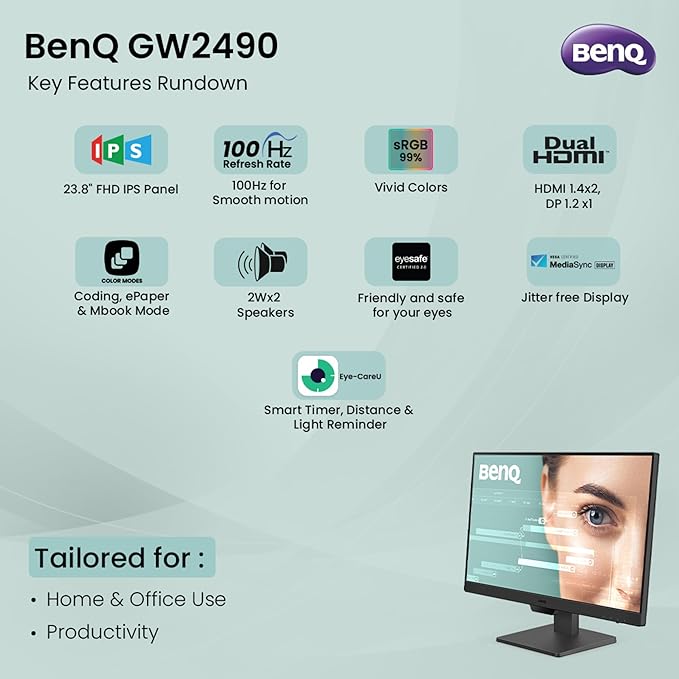 BenQ GW2490
BenQ
Key Features Rundown
IPS
23.8" FHD IPS Panel
100 Hz
Refresh Rate
100Hz for
Smooth motion
sRGB
99%
Vivid Colors
Dual
HDMI
HDMI 1.4x2,
DP 1.2 x1
COLOR MODES
Coding, ePaper
& Mbook Mode
2Wx2
Speakers
eyesafe
CERTIFIED 2.0
Friendly and safe
for your eyes
VESA CERTIFIED
MediaSync DISPLAY
Jitter free Display
Eye-CareU
Smart Timer, Distance &
Light Reminder
BenQ
Tailored for :
• Home & Office Use
• Productivity